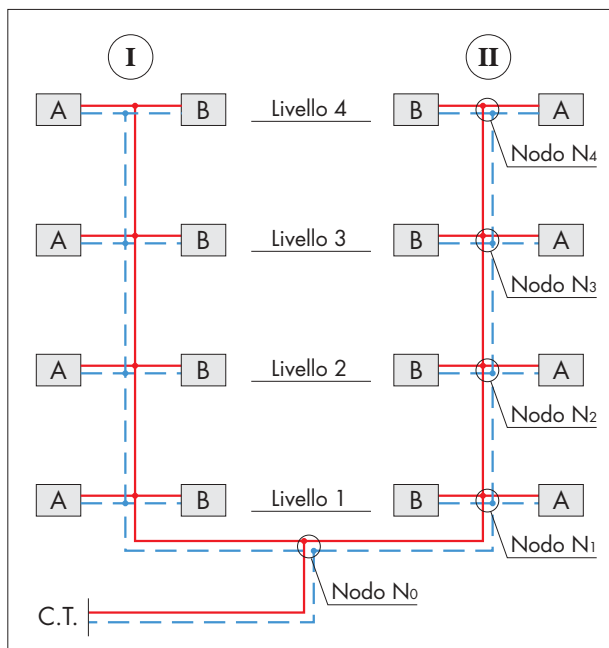 I II
A B Livello 4 B A
Nodo N4
A B Livello 3 B A
Nodo N3
A B Livello 2 B A
Nodo N2
A B Livello 1 B A
Nodo N1
Nodo N0
C.T.